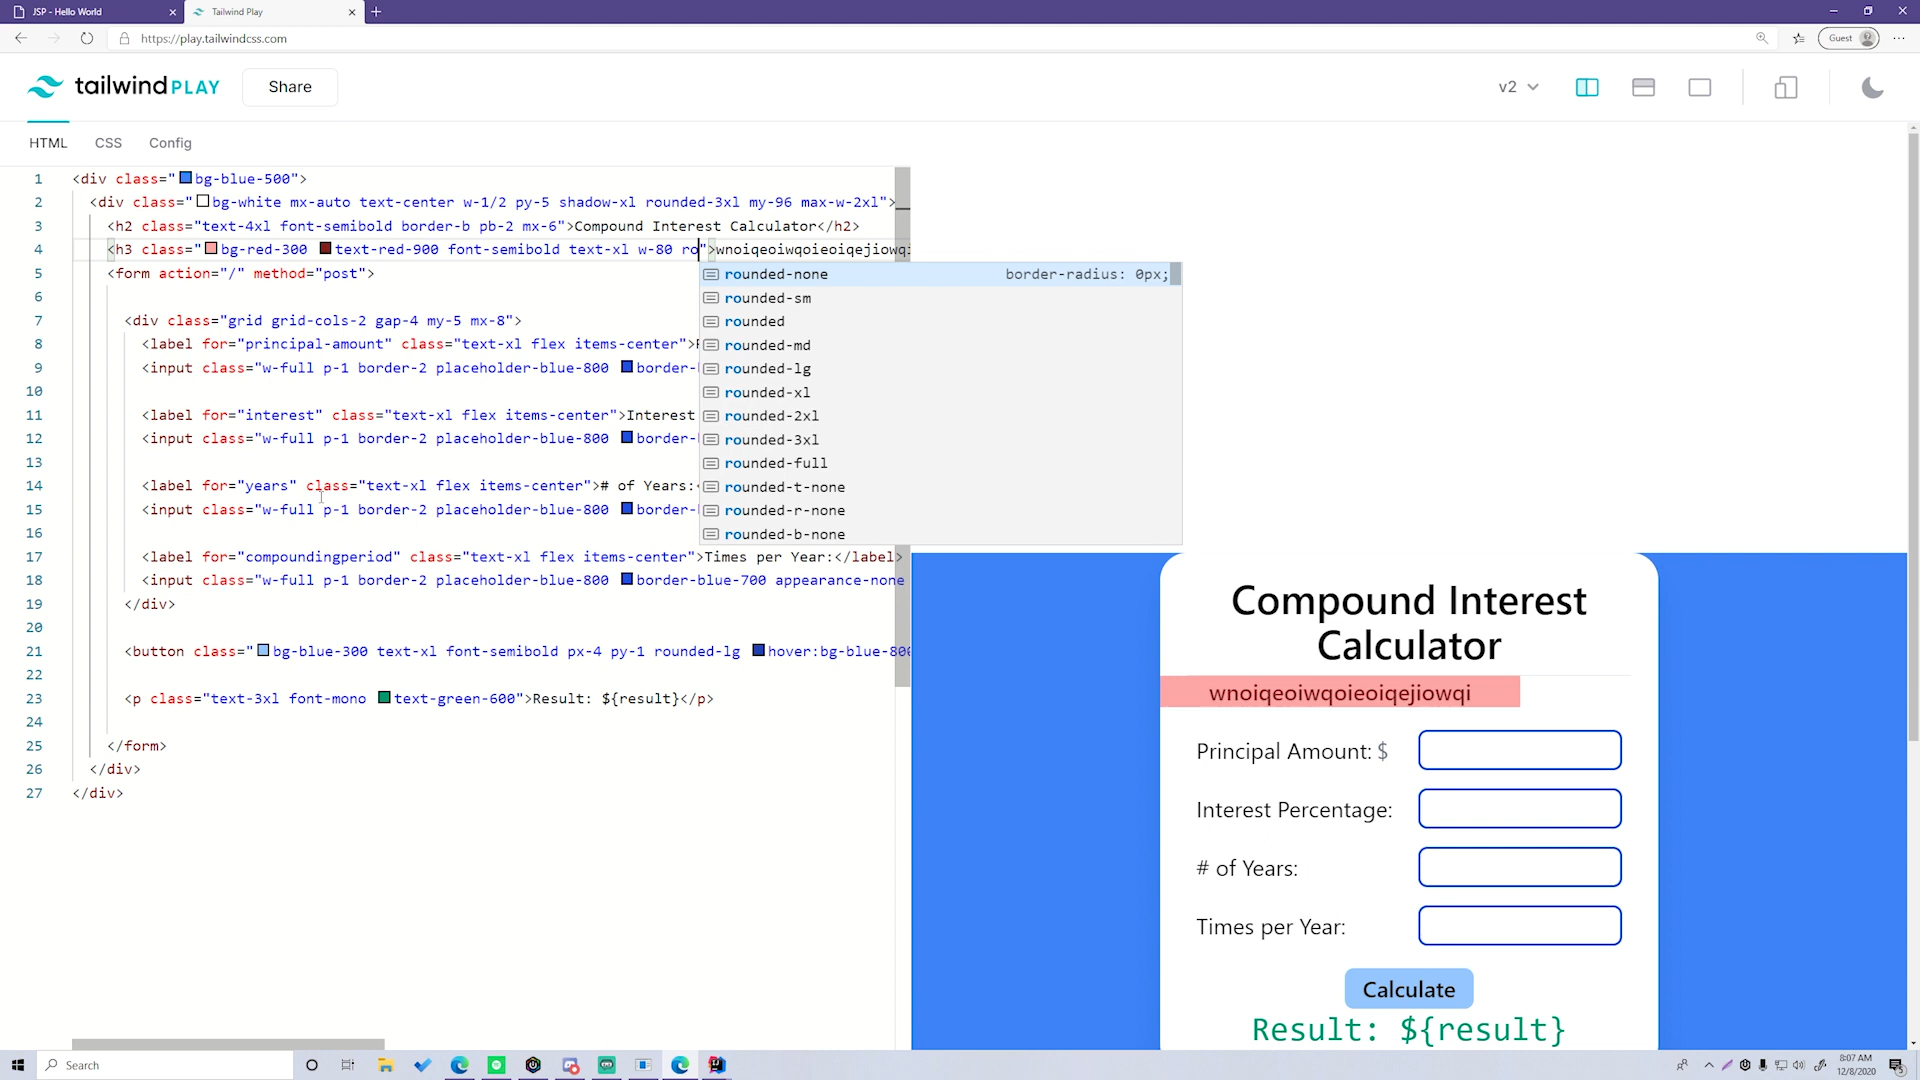 JSP - Hello World
Tailwind Play
https://play.tailwindcss.com
Guest
tailwind PLAY
Share
v2
HTML
CSS
Config
1 <div class="bg-blue-500">
2 <div class="bg-white mx-auto text-center w-1/2 py-5 shadow-xl rounded-3xl my-96 max-w-2xl">
3 <h2 class="text-4xl font-semibold border-b pb-2 mx-6">Compound Interest Calculator</h2>
4 <h3 class="bg-red-300 text-red-900 font-semibold text-xl w-80 ro">wnoiqeoiwqoieoiqejiowqi
5 <form action="/" method="post">
6
7 <div class="grid grid-cols-2 gap-4 my-5 mx-8">
8 <label for="principal-amount" class="text-xl flex items-center">
9 <input class="w-full p-1 border-2 placeholder-blue-800 border-
10
11 <label for="interest" class="text-xl flex items-center">Interest
12 <input class="w-full p-1 border-2 placeholder-blue-800 border-
13
14 <label for="years" class="text-xl flex items-center"># of Years:
15 <input class="w-full p-1 border-2 placeholder-blue-800 border-
16
17 <label for="compoundingperiod" class="text-xl flex items-center">Times per Year:</label>
18 <input class="w-full p-1 border-2 placeholder-blue-800 border-blue-700 appearance-none
19 </div>
20
21 <button class="bg-blue-300 text-xl font-semibold px-4 py-1 rounded-lg hover:bg-blue-800
22
23 <p class="text-3xl font-mono text-green-600">Result: ${result}</p>
24
25 </form>
26 </div>
27 </div>
rounded-none border-radius: 0px;
rounded-sm
rounded
rounded-md
rounded-lg
rounded-xl
rounded-2xl
rounded-3xl
rounded-full
rounded-t-none
rounded-r-none
rounded-b-none
Compound Interest
Calculator
wnoiqeoiwqoieoiqejiowqi
Principal Amount: $
Interest Percentage:
# of Years:
Times per Year:
Calculate
Result: ${result}
Search
8:07 AM
12/8/2020